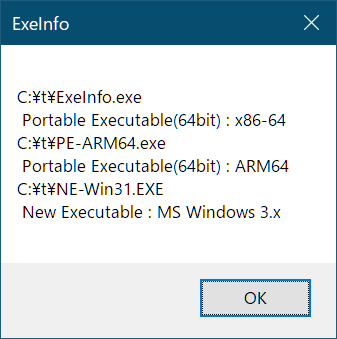 ExeInfo
C:¥t¥ExeInfo.exe
Portable Executable(64bit) : x86-64
C:¥t¥PE-ARM64.exe
Portable Executable(64bit) : ARM64
C:¥t¥NE-Win31.EXE
New Executable : MS Windows 3.x
OK